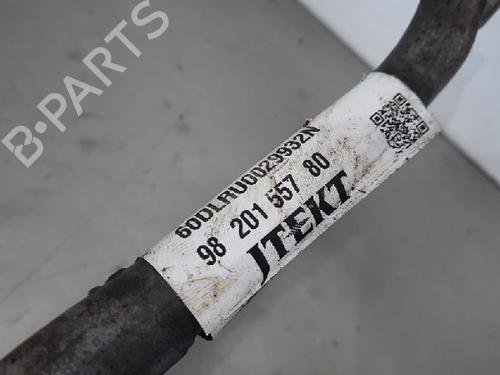 B-PARTS
60DLRU0029932N
98 201 557 80
JTEKT